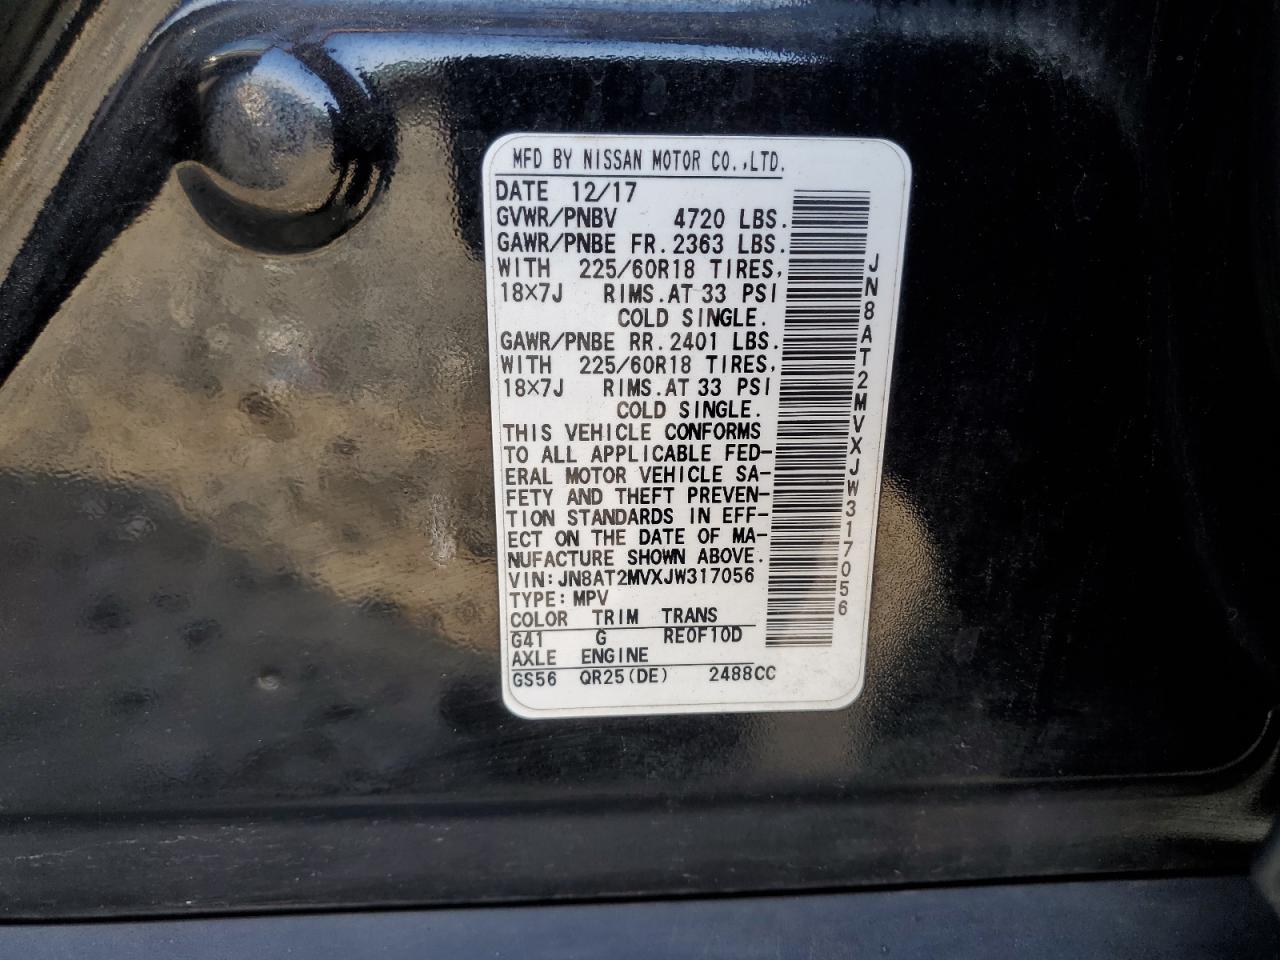 MFD BY NISSAN MOTOR CO.,LTD.
DATE 12/17
GVWR/PNBV 4720 LBS.
GAWR/PNBE FR.2363 LBS.
WITH 225/60R18 TIRES,
18×7J RIMS.AT 33 PSI
COLD SINGLE.
GAWR/PNBE RR.2401 LBS.
WITH 225/60R18 TIRES,
18×7J RIMS.AT 33 PSI
COLD SINGLE.
THIS VEHICLE CONFORMS
TO ALL APPLICABLE FED-
ERAL MOTOR VEHICLE SA-
FETY AND THEFT PREVEN-
TION STANDARDS IN EFF-
ECT ON THE DATE OF MA-
NUFACTURE SHOWN ABOVE.
VIN:JN8AT2MVXJW317056
TYPE:MPV
COLOR TRIM TRANS
G41 G RE0F10D
AXLE ENGINE
GS56 QR25(DE) 2488CC
JN8AT2MVXJW317056